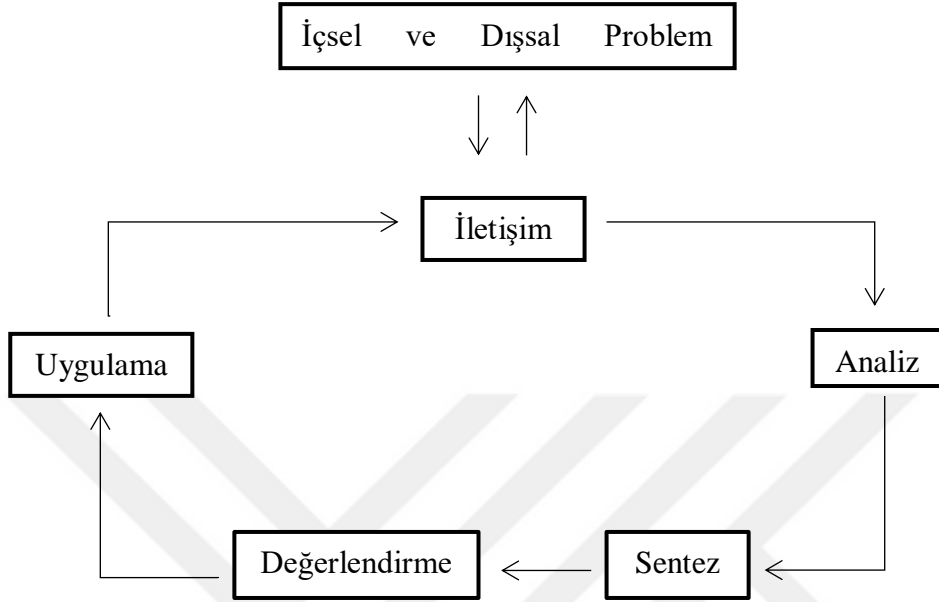 İçsel ve Dışsal Problem
İletişim
Uygulama
Analiz
Değerlendirme
Sentez